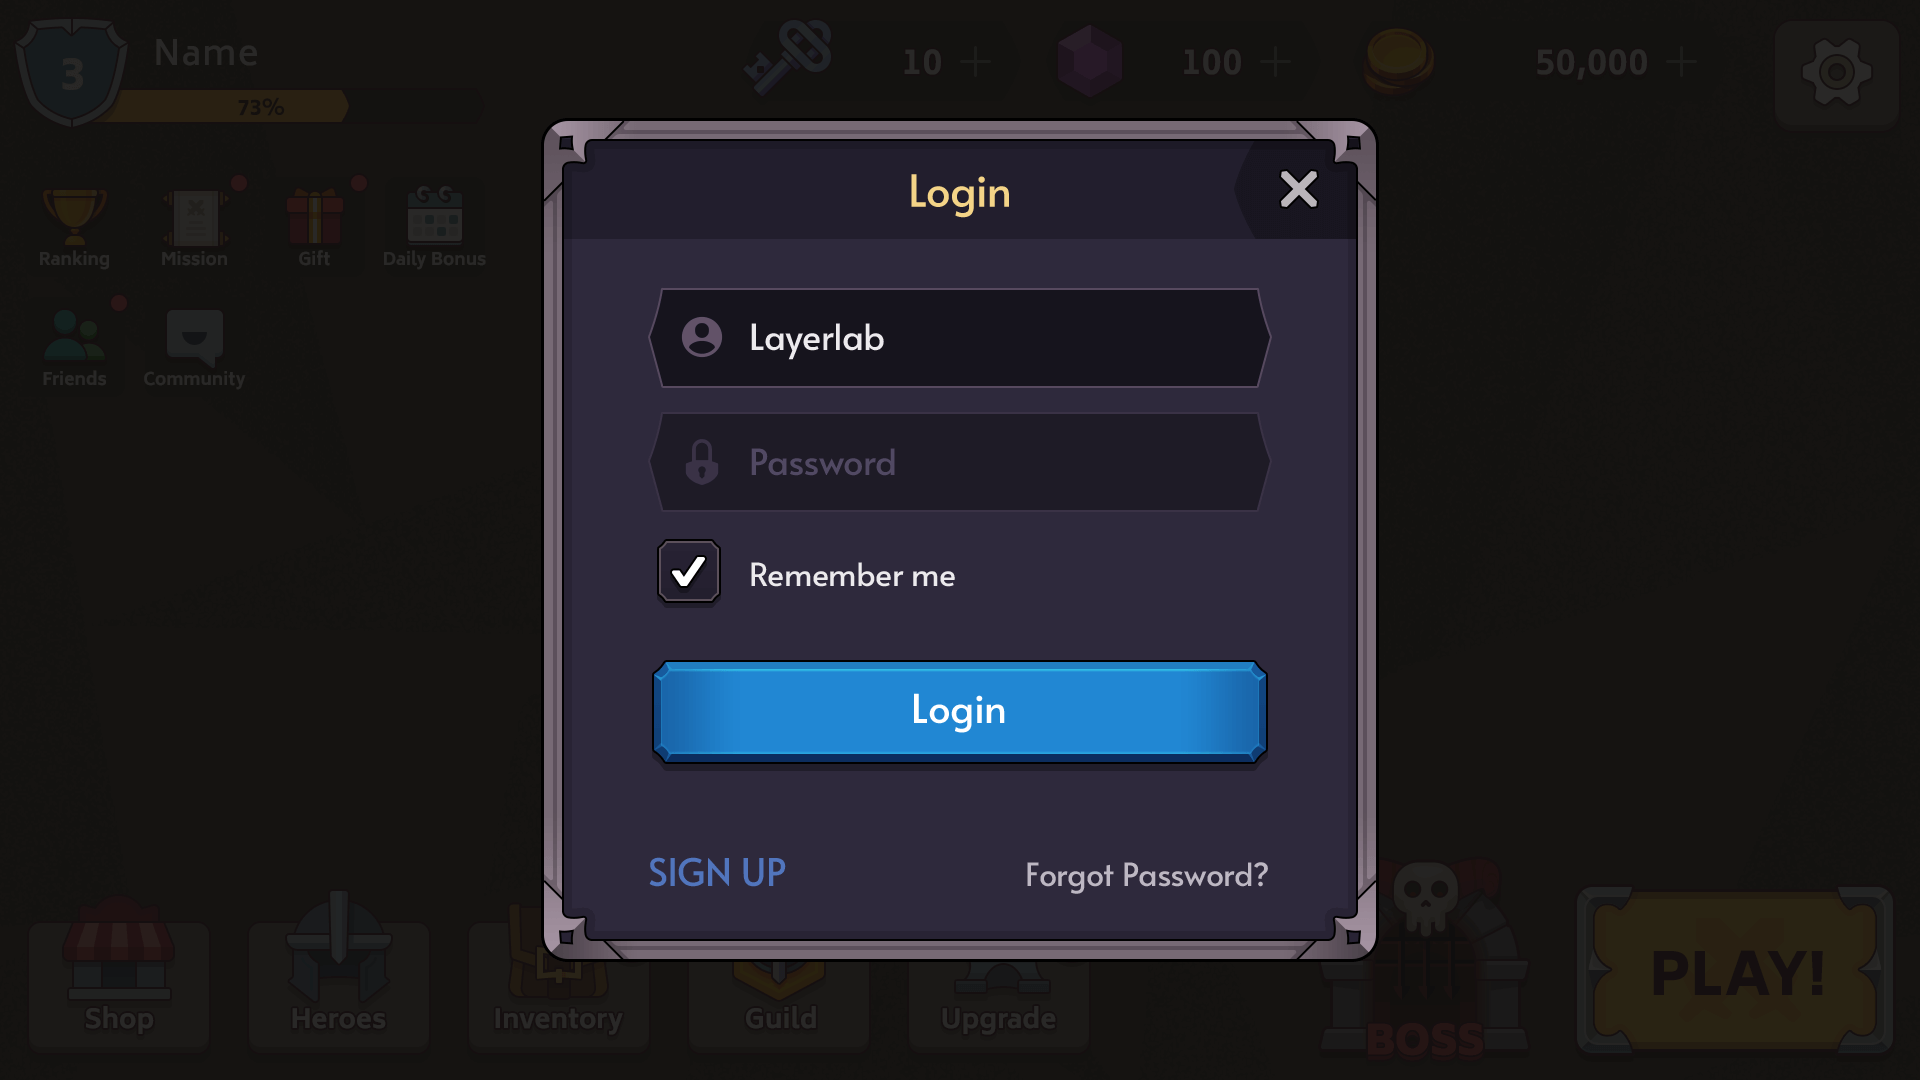 3
Name
73%
10
100
50,000
Ranking
Mission
Gift
Daily Bonus
Friends
Community
Login
Layerlab
Password
Remember me
Login
SIGN UP
Forgot Password?
Shop
Heroes
Inventory
Guild
Upgrade
BOSS
PLAY!